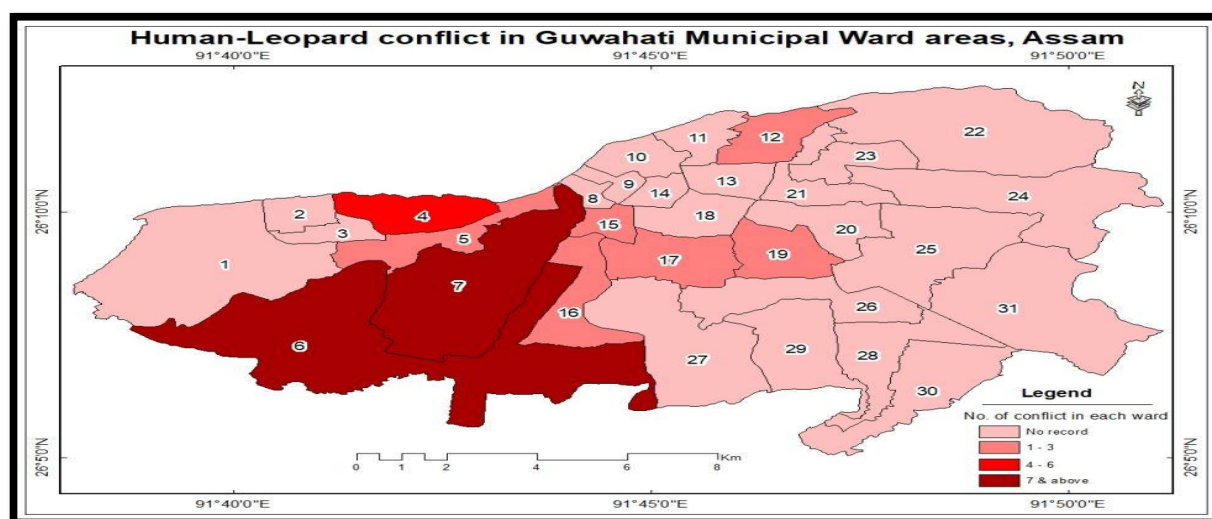 Human-Leopard conflict in Guwahati Municipal Ward areas, Assam
91°40'0"E 91°45'0"E 91°50'0"E
N
22
11
12
10
23
13
9
21
24
8
14
2
26°10'0"N
4
18
26°10'0"N
3
15
20
5
25
1
17
19
7
16
26
31
6
27
29
28
30
Legend
No. of conflict in each ward
No record
1 - 3
4 - 6
7 & above
Km
0 1 2 4 6 8
26°5'0"N
26°5'0"N
91°40'0"E 91°45'0"E 91°50'0"E